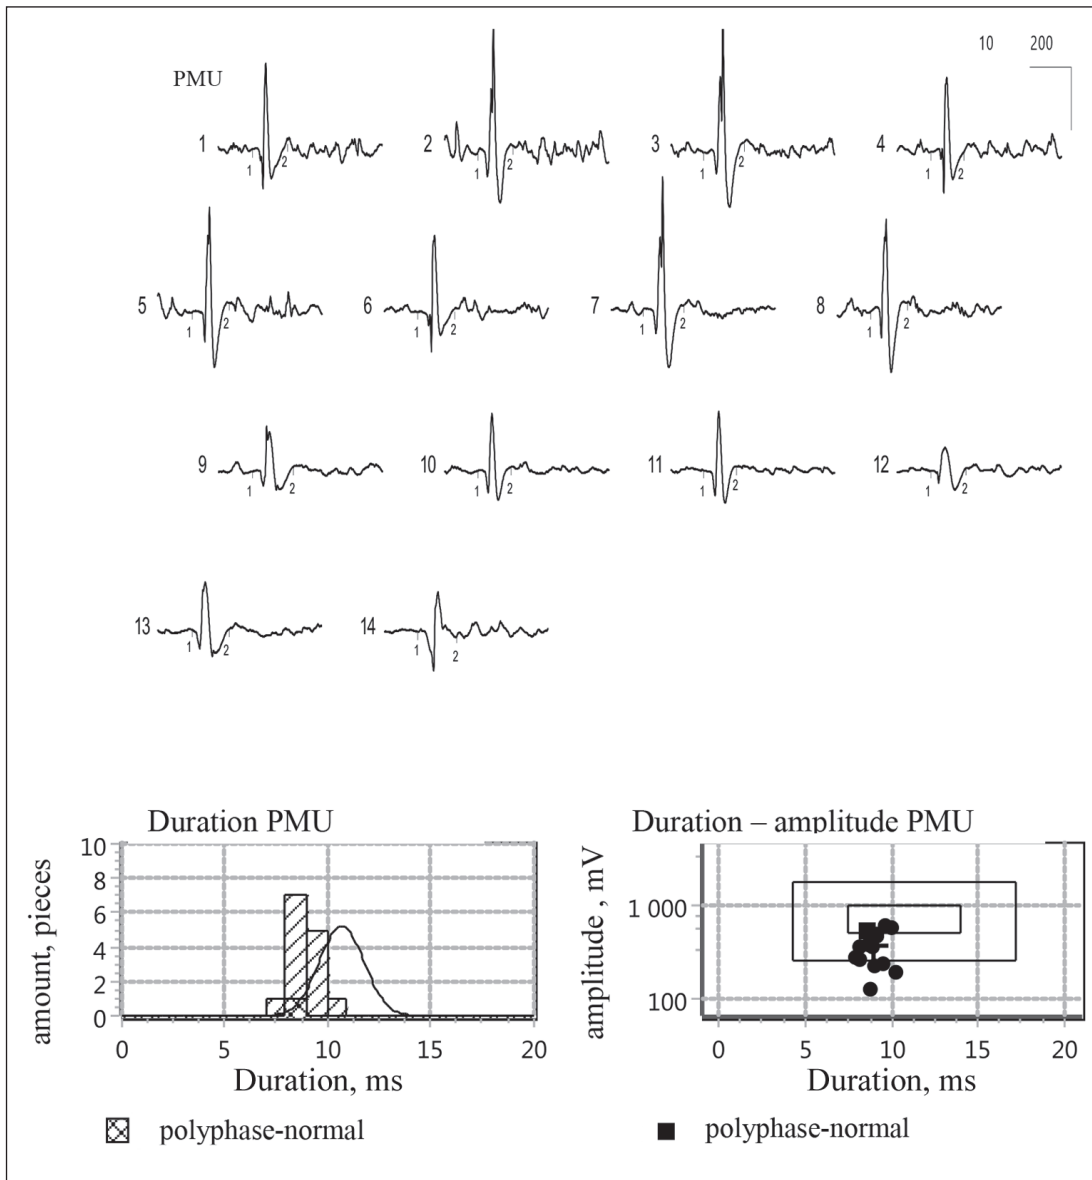 10 200
PMU
1 1 2
2 1 2
3 1 2
4 1 2
5 1 2
6 1 2
7 1 2
8 1 2
9 1 2
10 1 2
11 1 2
12 1 2
13 1 2
14 1 2
Duration PMU
amount, pieces
10
8
6
4
2
0
0 5 10 15 20
Duration, ms
polyphase-normal
Duration – amplitude PMU
amplitude , mV
1 000
100
0 5 10 15 20
Duration, ms
polyphase-normal